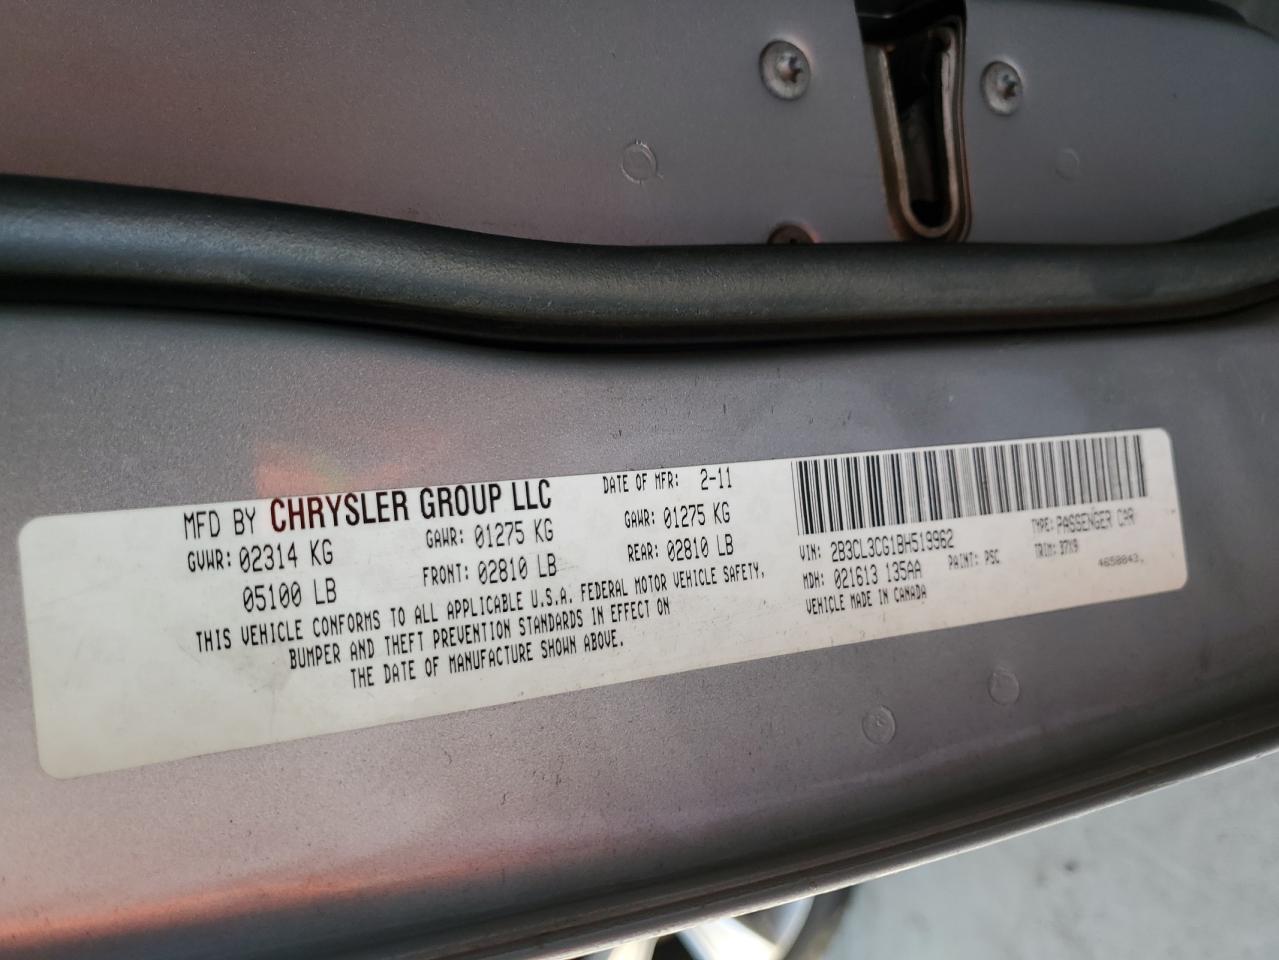 MFD BY CHRYSLER GROUP LLC DATE OF MFR: 2-11
GVWR: 02314 KG GAWR: 01275 KG GAWR: 01275 KG
05100 LB FRONT: 02810 LB REAR: 02810 LB
THIS VEHICLE CONFORMS TO ALL APPLICABLE U.S.A. FEDERAL MOTOR VEHICLE SAFETY,
BUMPER AND THEFT PREVENTION STANDARDS IN EFFECT ON
THE DATE OF MANUFACTURE SHOWN ABOVE.
VIN: 2B3CL3CG1BH519962 TYPE: PASSENGER CAR
MDH: 021613 135AA PAINT: PSC TRIM: B7X9
VEHICLE MADE IN CANADA 4658043.